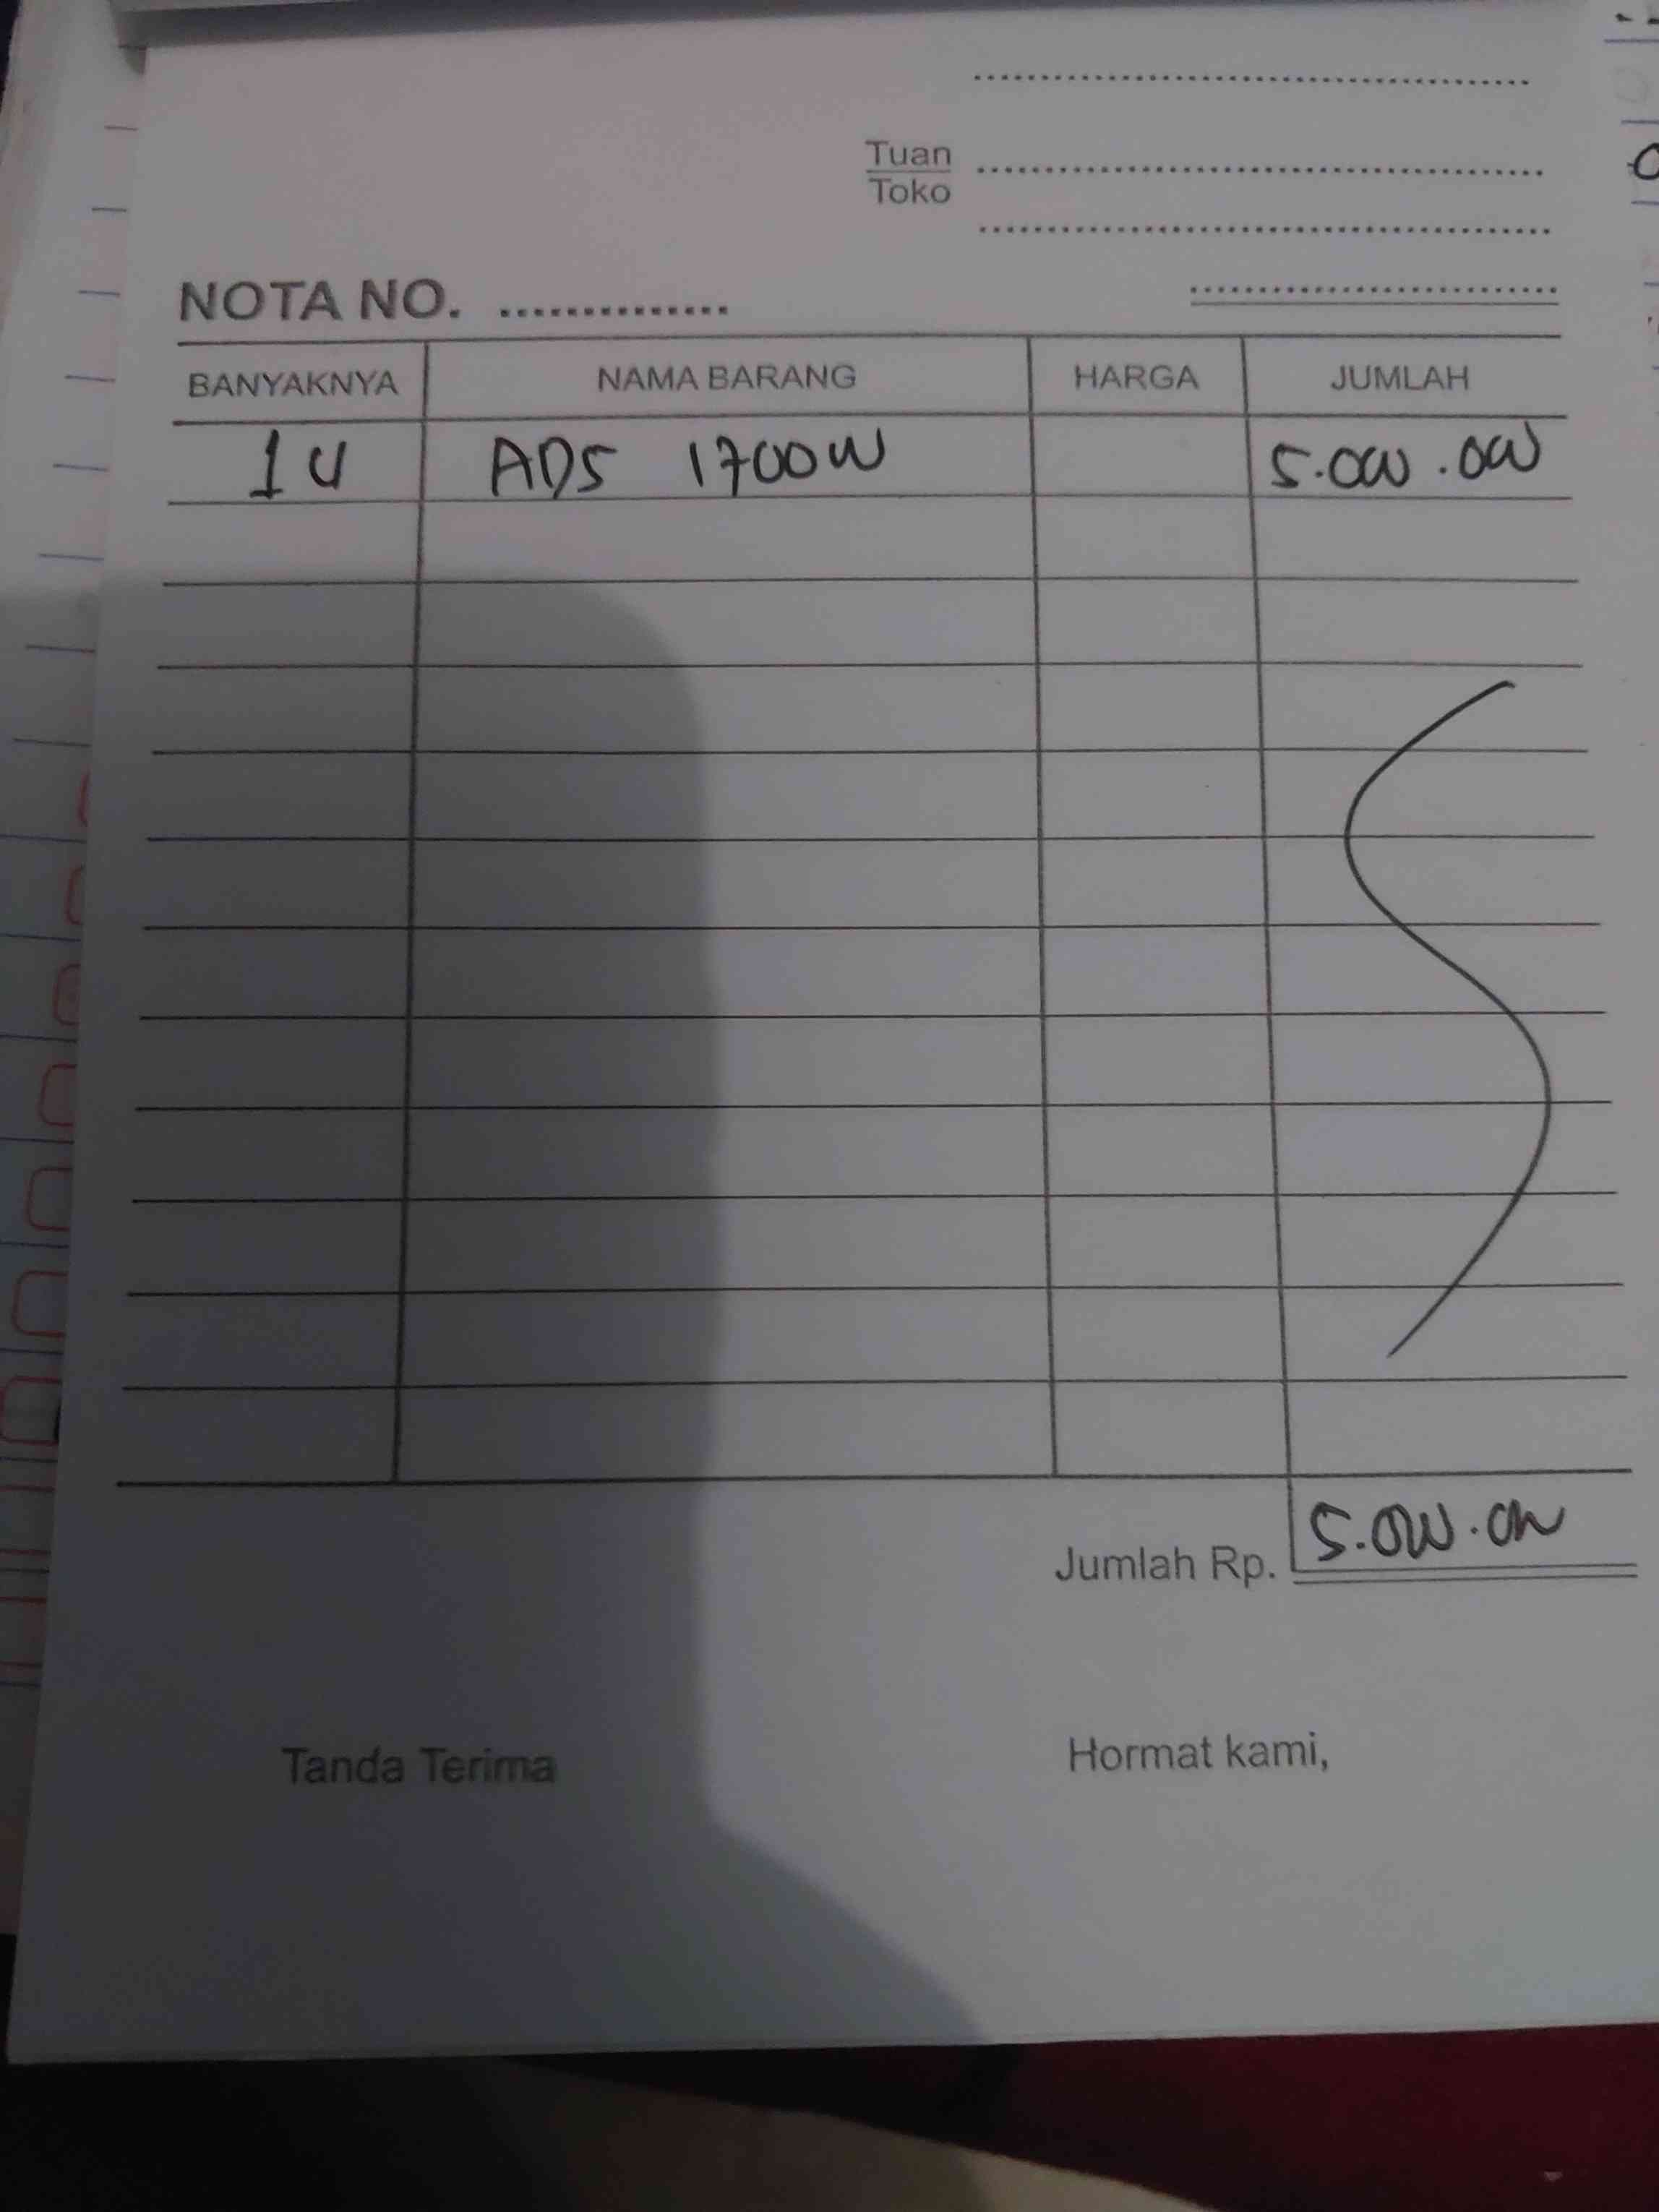 Tuan
Toko
NOTA NO. ..............
BANYAKNYA NAMA BARANG HARGA JUMLAH
1 U ADS 1700W 5.000.000
Jumlah Rp. 5.000.000
Tanda Terima Hormat kami,